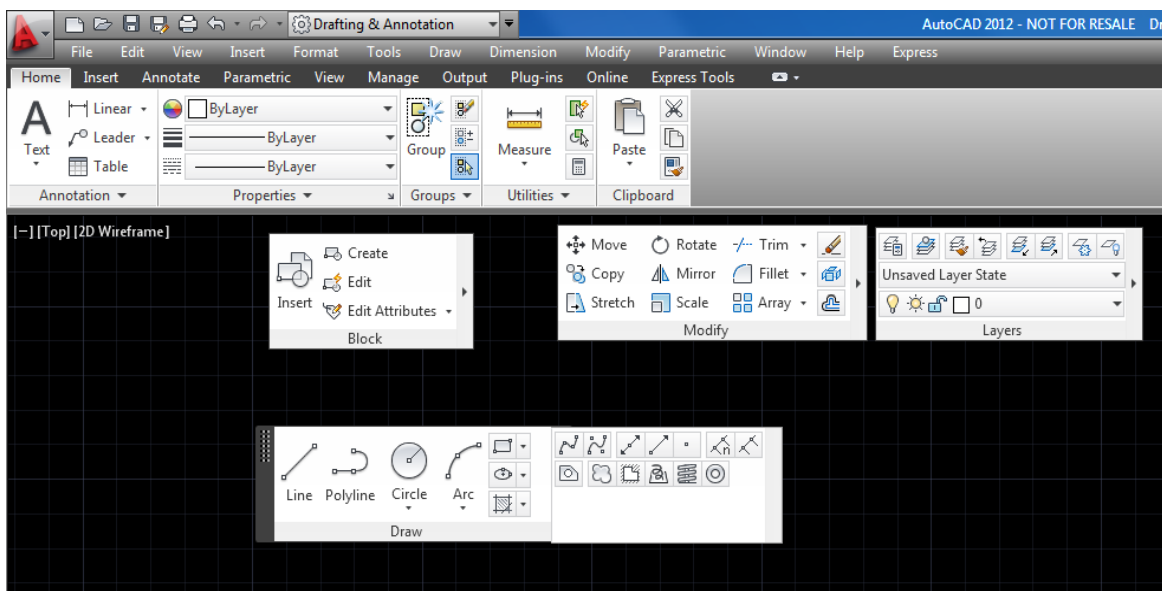 Drafting & Annotation AutoCAD 2012 - NOT FOR RESALE Dr
File Edit View Insert Format Tools Draw Dimension Modify Parametric Window Help Express
Home Insert Annotate Parametric View Manage Output Plug-ins Online Express Tools
A Linear ByLayer
Text Leader ByLayer Group Measure Paste
Table ByLayer
Annotation Properties Groups Utilities Clipboard
[−] [Top] [2D Wireframe]
Create
Insert Edit
Edit Attributes
Block
Move Rotate Trim
Copy Mirror Fillet
Stretch Scale Array
Modify
Unsaved Layer State
0
Layers
Line Polyline Circle Arc
Draw